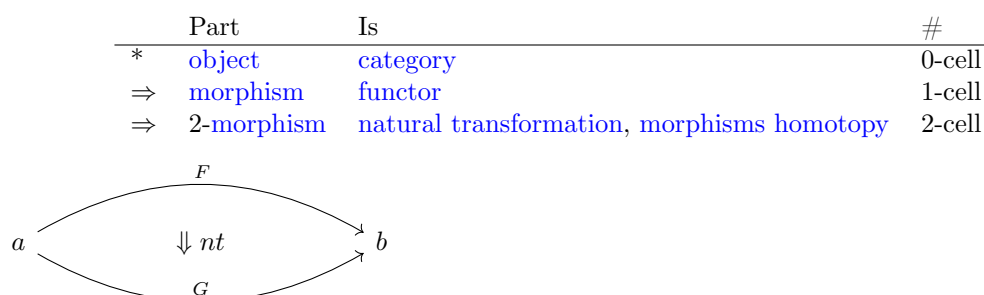 Part Is #
* object category 0-cell
⇒ morphism functor 1-cell
⇒ 2-morphism natural transformation, morphisms homotopy 2-cell
F
a ⇓ nt b
G